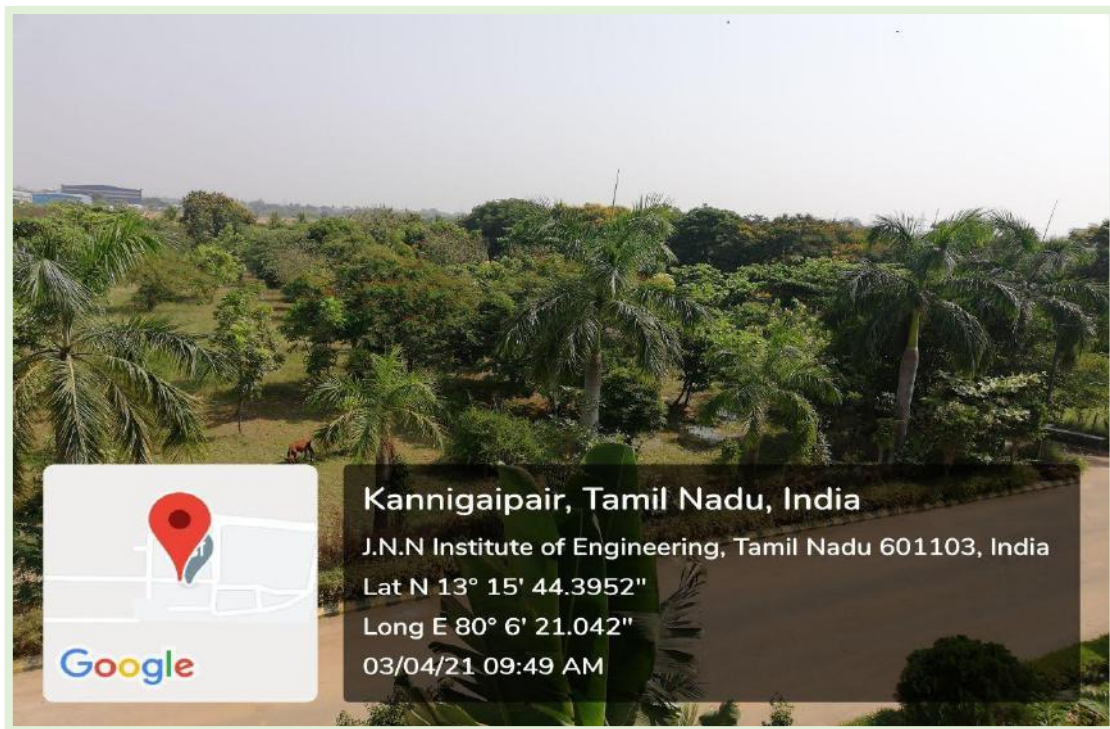 Kannigaipair, Tamil Nadu, India
J.N.N Institute of Engineering, Tamil Nadu 601103, India
Lat N 13° 15' 44.3952"
Long E 80° 6' 21.042"
03/04/21 09:49 AM
Google